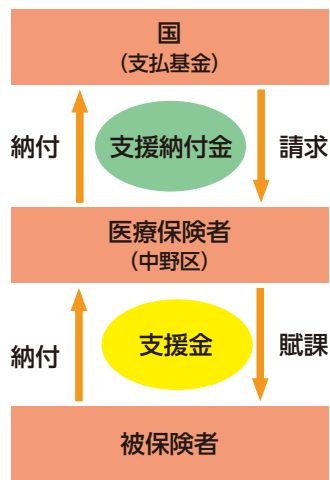 国
(支払基金)
納付
支援納付金
請求
医療保険者
(中野区)
納付
支援金
賦課
被保険者